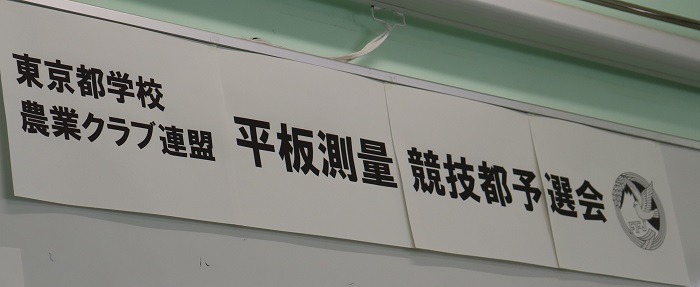 東京都学校
農業クラブ連盟
平板測量競技都予選会